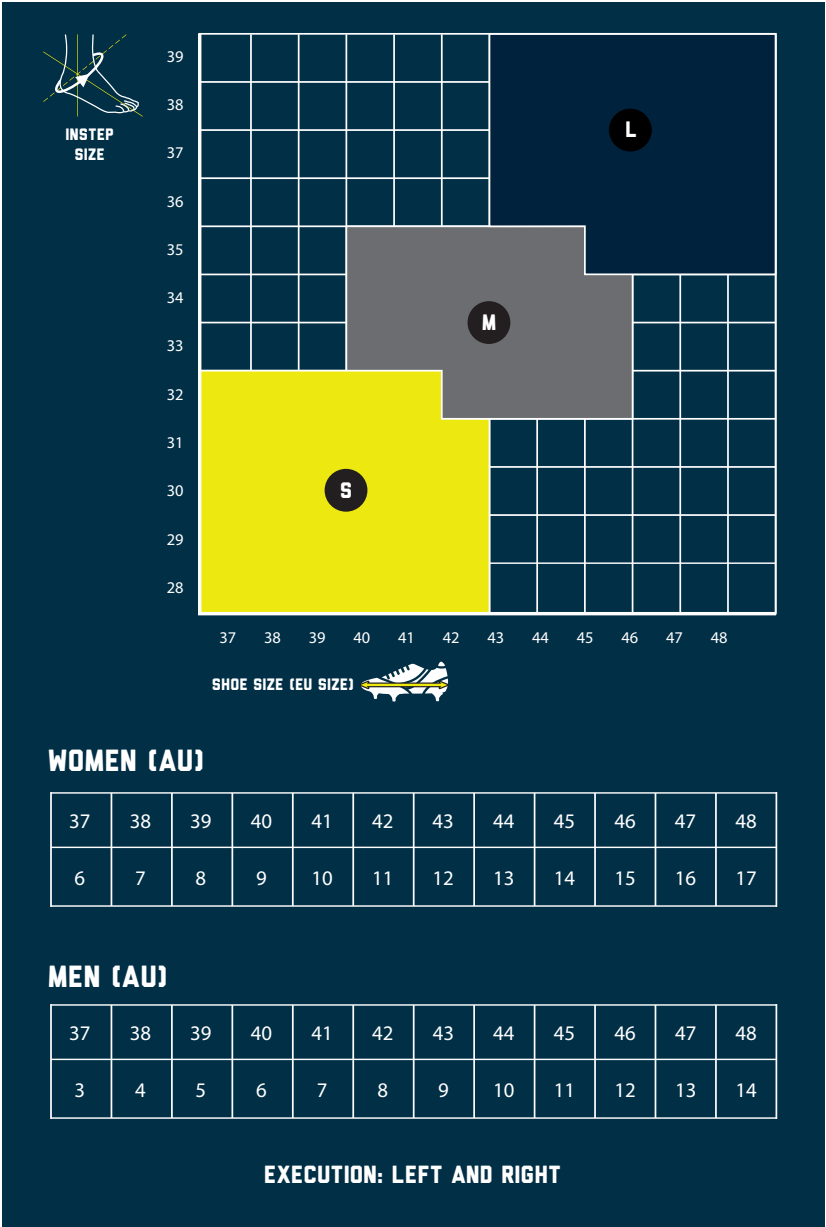 39
38
L
INSTEP
SIZE
37
36
35
34
M
33
32
31
S
30
29
28
37 38 39 40 41 42 43 44 45 46 47 48
SHOE SIZE (EU SIZE)
WOMEN (AU)
37 38 39 40 41 42 43 44 45 46 47 48
6 7 8 9 10 11 12 13 14 15 16 17
MEN (AU)
37 38 39 40 41 42 43 44 45 46 47 48
3 4 5 6 7 8 9 10 11 12 13 14
EXECUTION: LEFT AND RIGHT